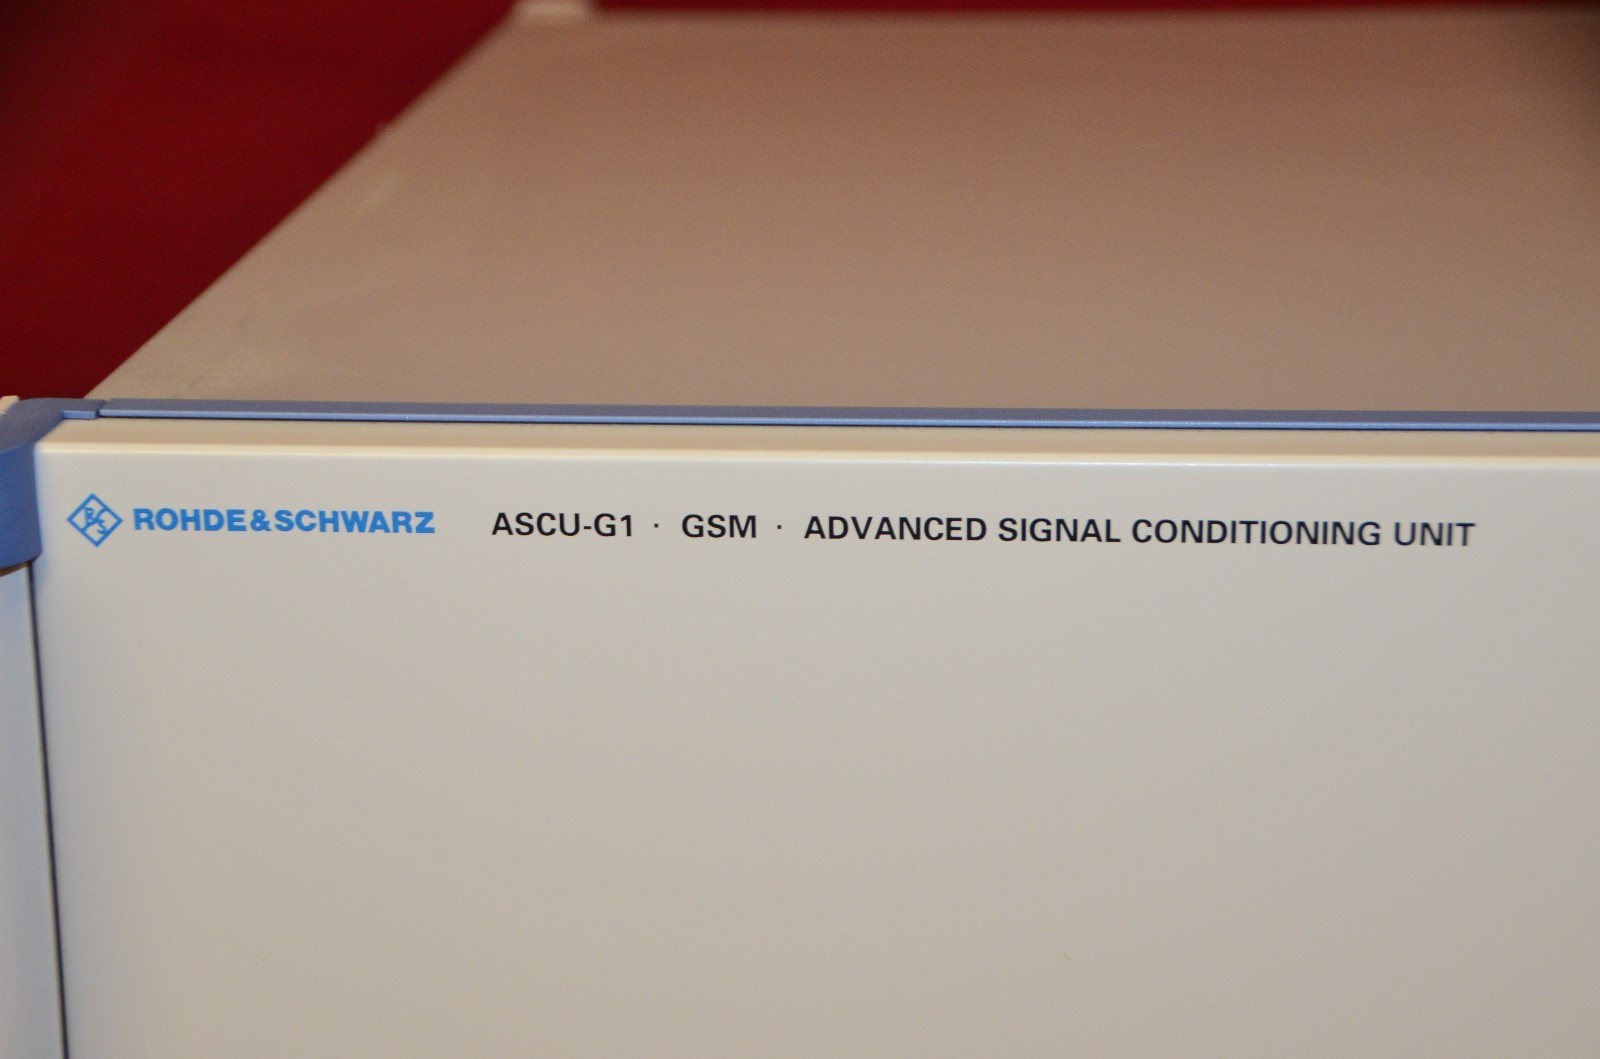 R&S ROHDE&SCHWARZ ASCU-G1 · GSM · ADVANCED SIGNAL CONDITIONING UNIT